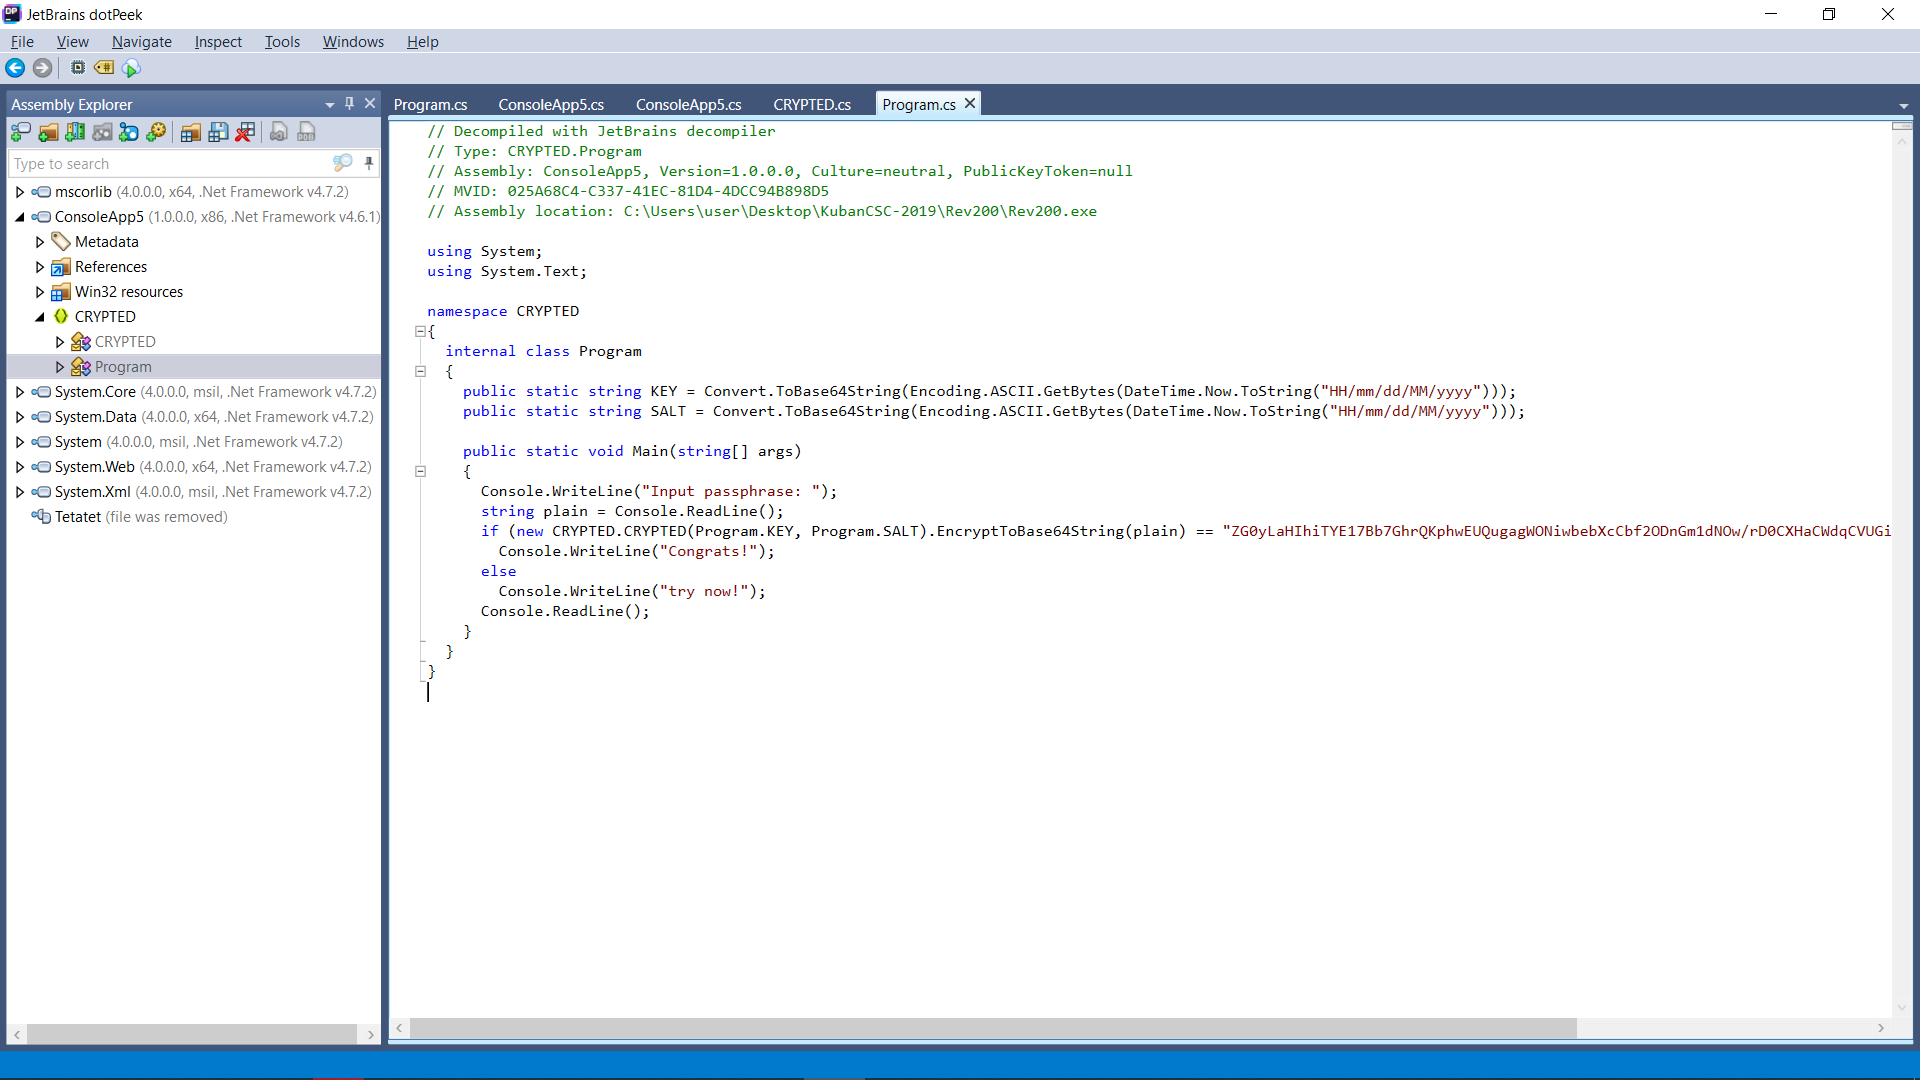 JetBrains dotPeek
File View Navigate Inspect Tools Windows Help
Assembly Explorer
Type to search
mscorlib (4.0.0.0, x64, .Net Framework v4.7.2)
ConsoleApp5 (1.0.0.0, x86, .Net Framework v4.6.1)
Metadata
References
Win32 resources
CRYPTED
CRYPTED
Program
System.Core (4.0.0.0, msil, .Net Framework v4.7.2)
System.Data (4.0.0.0, x64, .Net Framework v4.7.2)
System (4.0.0.0, msil, .Net Framework v4.7.2)
System.Web (4.0.0.0, x64, .Net Framework v4.7.2)
System.Xml (4.0.0.0, msil, .Net Framework v4.7.2)
Tetatet (file was removed)
Program.cs ConsoleApp5.cs ConsoleApp5.cs CRYPTED.cs Program.cs
// Decompiled with JetBrains decompiler
// Type: CRYPTED.Program
// Assembly: ConsoleApp5, Version=1.0.0.0, Culture=neutral, PublicKeyToken=null
// MVID: 025A68C4-C337-41EC-81D4-4DCC94B898D5
// Assembly location: C:\Users\user\Desktop\KubanCSC-2019\Rev200\Rev200.exe
using System;
using System.Text;
namespace CRYPTED
{
internal class Program
{
public static string KEY = Convert.ToBase64String(Encoding.ASCII.GetBytes(DateTime.Now.ToString("HH/mm/dd/MM/yyyy")));
public static string SALT = Convert.ToBase64String(Encoding.ASCII.GetBytes(DateTime.Now.ToString("HH/mm/dd/MM/yyyy")));
public static void Main(string[] args)
{
Console.WriteLine("Input passphrase: ");
string plain = Console.ReadLine();
if (new CRYPTED.CRYPTED(Program.KEY, Program.SALT).EncryptToBase64String(plain) == "ZG0yLaHIhiTYE17Bb7GhrQKphwEUQugagWONiwbebXcCbf2ODnGm1dNOw/rD0CXHaCWdqCVUGi
Console.WriteLine("Congrats!");
else
Console.WriteLine("try now!");
Console.ReadLine();
}
}
}